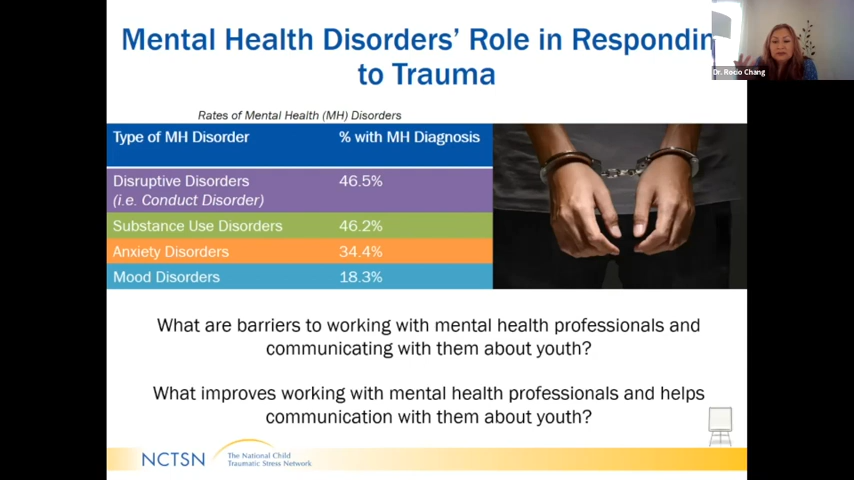 Mental Health Disorders' Role in Respondin
to Trauma
Dr. Rocio Chang
Rates of Mental Health (MH) Disorders
Type of MH Disorder % with MH Diagnosis
Disruptive Disorders 46.5%
(i.e. Conduct Disorder)
Substance Use Disorders 46.2%
Anxiety Disorders 34.4%
Mood Disorders 18.3%
What are barriers to working with mental health professionals and
communicating with them about youth?
What improves working with mental health professionals and helps
communication with them about youth?
NCTSN
The National Child
Traumatic Stress Network